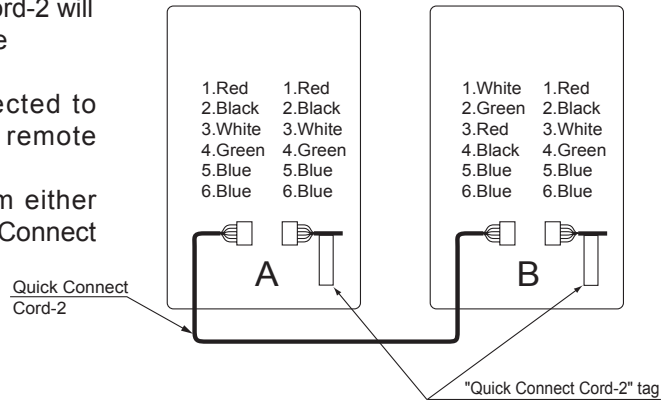 ord-2 will
e
ected to
remote
m either
Connect
1.Red 1.Red
2.Black 2.Black
3.White 3.White
4.Green 4.Green
5.Blue 5.Blue
6.Blue 6.Blue
A
1.White 1.Red
2.Green 2.Black
3.Red 3.White
4.Black 4.Green
5.Blue 5.Blue
6.Blue 6.Blue
B
Quick Connect
Cord-2
"Quick Connect Cord-2" tag